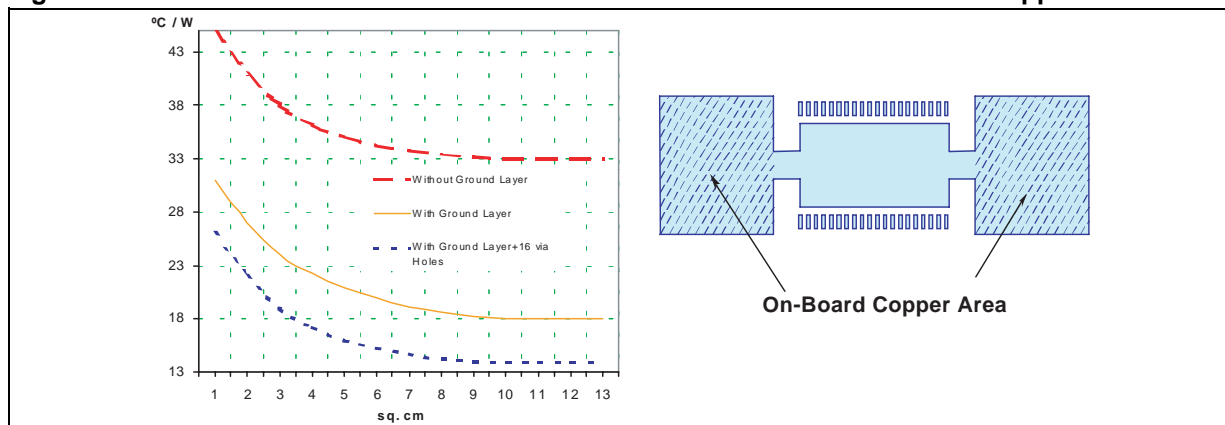 ºC / W
43
38
33
28
23
18
13
1 2 3 4 5 6 7 8 9 10 11 12 13
sq. cm
Without Ground Layer
With Ground Layer
With Ground Layer+16 via
Holes
On-Board Copper Area